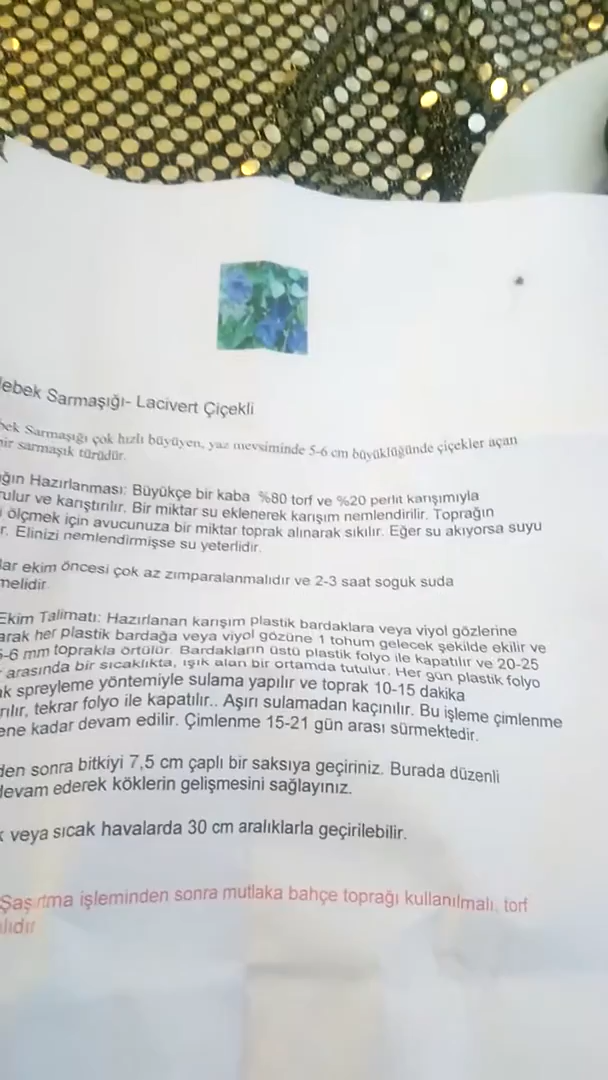 ebek Sarmaşığı- Lacivert Çiçekli
bek Sarmaşığı çok hızlı büyüyen, yaz mevsiminde 5-6 cm büyüklüğünde çiçekler açan
bir sarmaşık türüdür.
ğın Hazırlanması: Büyükçe bir kaba %80 torf ve %20 perlit karışımıyla
rulur ve karıştırılır. Bir miktar su eklenerek karışım nemlendirilir. Toprağın
ölçmek için avucunuza bir miktar toprak alınarak sıkılır. Eğer su akıyorsa suyu
r. Elinizi nemlendirmişse su yeterlidir.
lar ekim öncesi çok az zımparalanmalıdır ve 2-3 saat soguk suda
melidir.
Ekim Talimatı: Hazırlanan karışım plastik bardaklara veya viyol gözlerine
arak her plastik bardağa veya viyol gözüne 1 tohum gelecek şekilde ekilir ve
5-6 mm toprakla örtülür. Bardakların üstü plastik folyo ile kapatılır ve 20-25
arasında bir sıcaklıkta, ışık alan bir ortamda tutulur. Her gün plastik folyo
ak spreyleme yöntemiyle sulama yapılır ve toprak 10-15 dakika
rılır, tekrar folyo ile kapatılır.. Aşırı sulamadan kaçınılır. Bu işleme çimlenme
ene kadar devam edilir. Çimlenme 15-21 gün arası sürmektedir.
den sonra bitkiyi 7,5 cm çaplı bir saksıya geçiriniz. Burada düzenli
devam ederek köklerin gelişmesini sağlayınız.
k veya sıcak havalarda 30 cm aralıklarla geçirilebilir.
Şaşırtma işleminden sonra mutlaka bahçe toprağı kullanılmalı, torf
lıdır